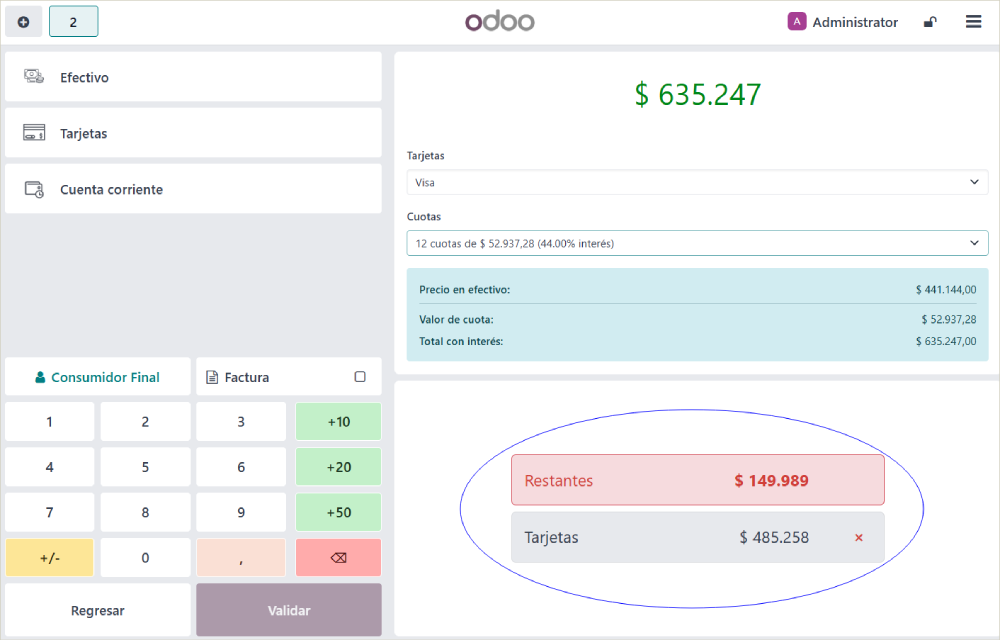 2
odoo
A Administrator
Efectivo
Tarjetas
Cuenta corriente
$ 635.247
Tarjetas
Visa
Cuotas
12 cuotas de $ 52.937,28 (44.00% interés)
Precio en efectivo: $ 441.144,00
Valor de cuota: $ 52.937,28
Total con interés: $ 635.247,00
Consumidor Final Factura
1 2 3 +10
4 5 6 +20
7 8 9 +50
+/- 0 ,
Regresar Validar
Restantes $ 149.989
Tarjetas $ 485.258 ×